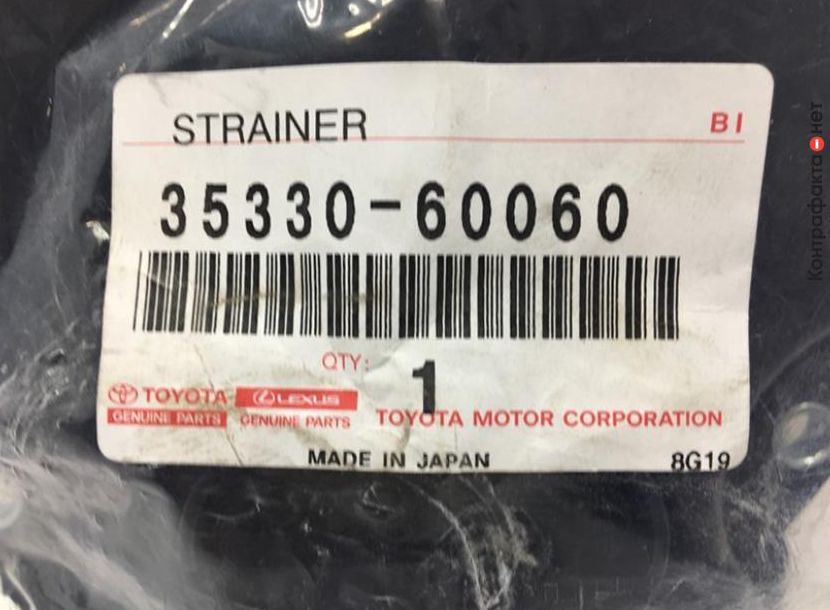 STRAINER
BI
35330-60060
QTY: 1
TOYOTA LEXUS
GENUINE PARTS GENUINE PARTS TOYOTA MOTOR CORPORATION
MADE IN JAPAN 8G19
Контрафакта нет